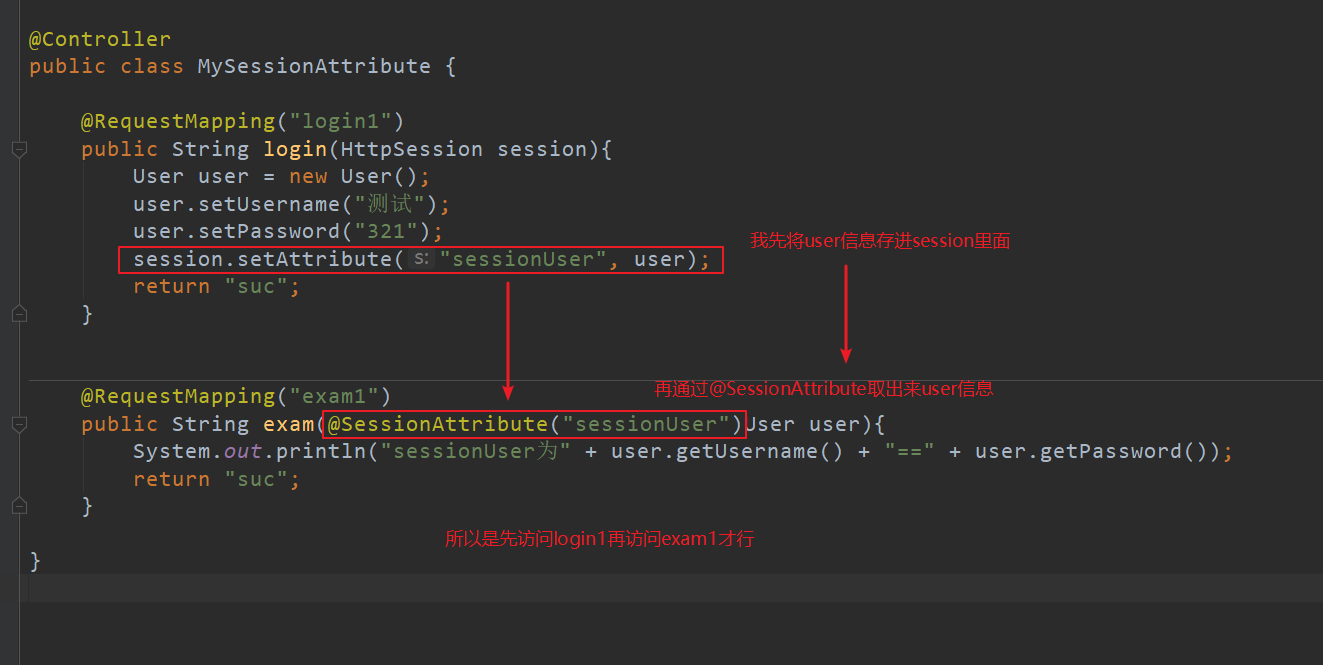 @Controller
public class MySessionAttribute {
@RequestMapping("login1")
public String login(HttpSession session){
User user = new User();
user.setUsername("测试");
user.setPassword("321");
我先将user信息存进session里面
session.setAttribute( s: "sessionUser", user);
return "suc";
}
再通过@SessionAttribute取出来user信息
@RequestMapping("exam1")
public String exam(@SessionAttribute("sessionUser")User user){
System.out.println("sessionUser为" + user.getUsername() + "==" + user.getPassword());
return "suc";
}
所以是先访问login1再访问exam1才行
}